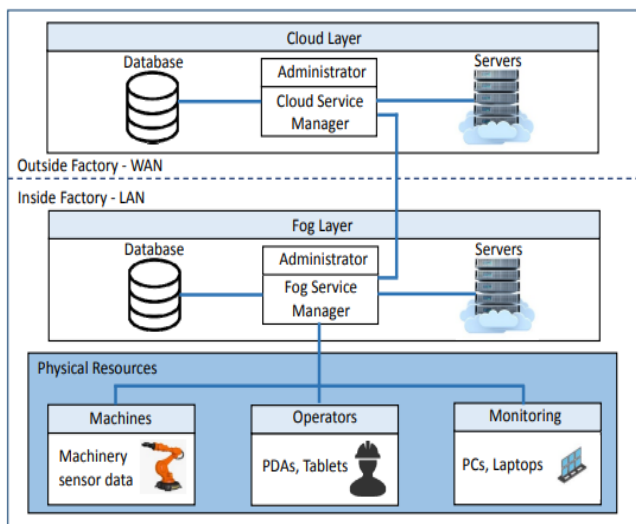 Cloud Layer
Database
Administrator
Servers
Cloud Service
Manager
Outside Factory - WAN
Inside Factory - LAN
Fog Layer
Database
Administrator
Servers
Fog Service
Manager
Physical Resources
Machines
Operators
Monitoring
Machinery
sensor data
PDAs, Tablets
PCs, Laptops